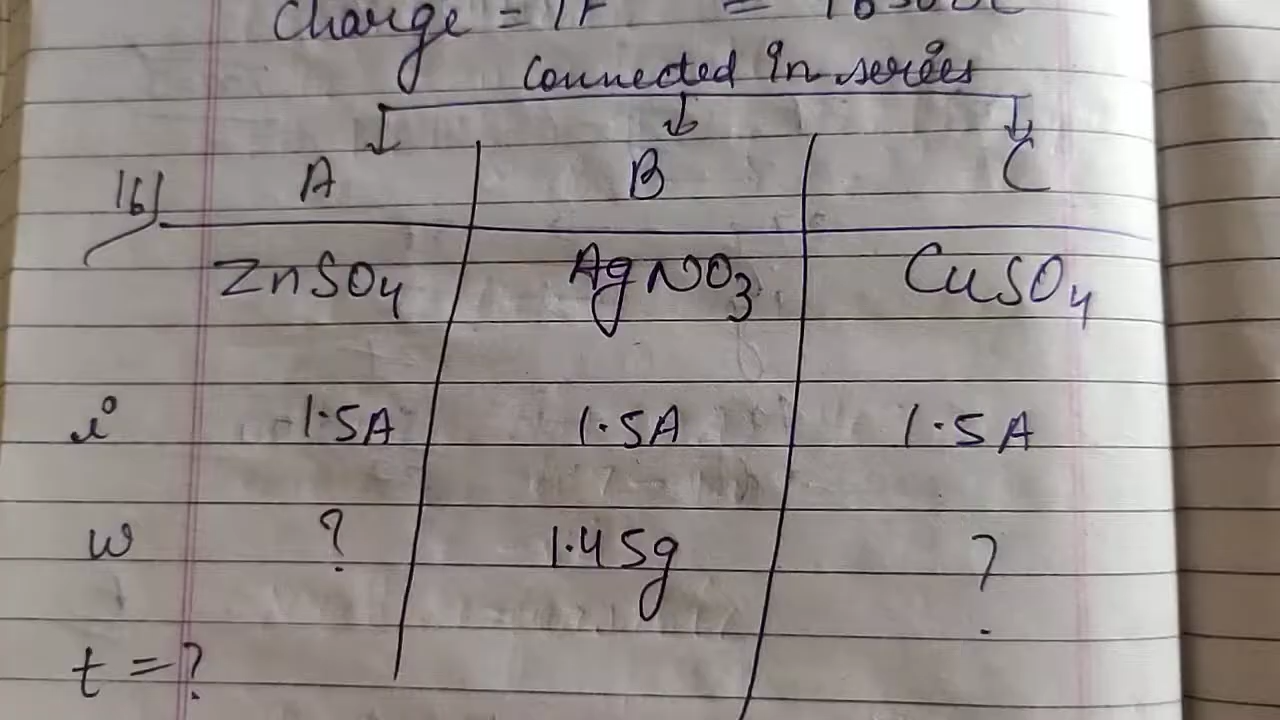 Charge = 1F =
Connected in series
16) A B C
ZnSO4 AgNO3 CuSO4
i 1.5A 1.5A 1.5A
w ? 1.45g ?
t = ?